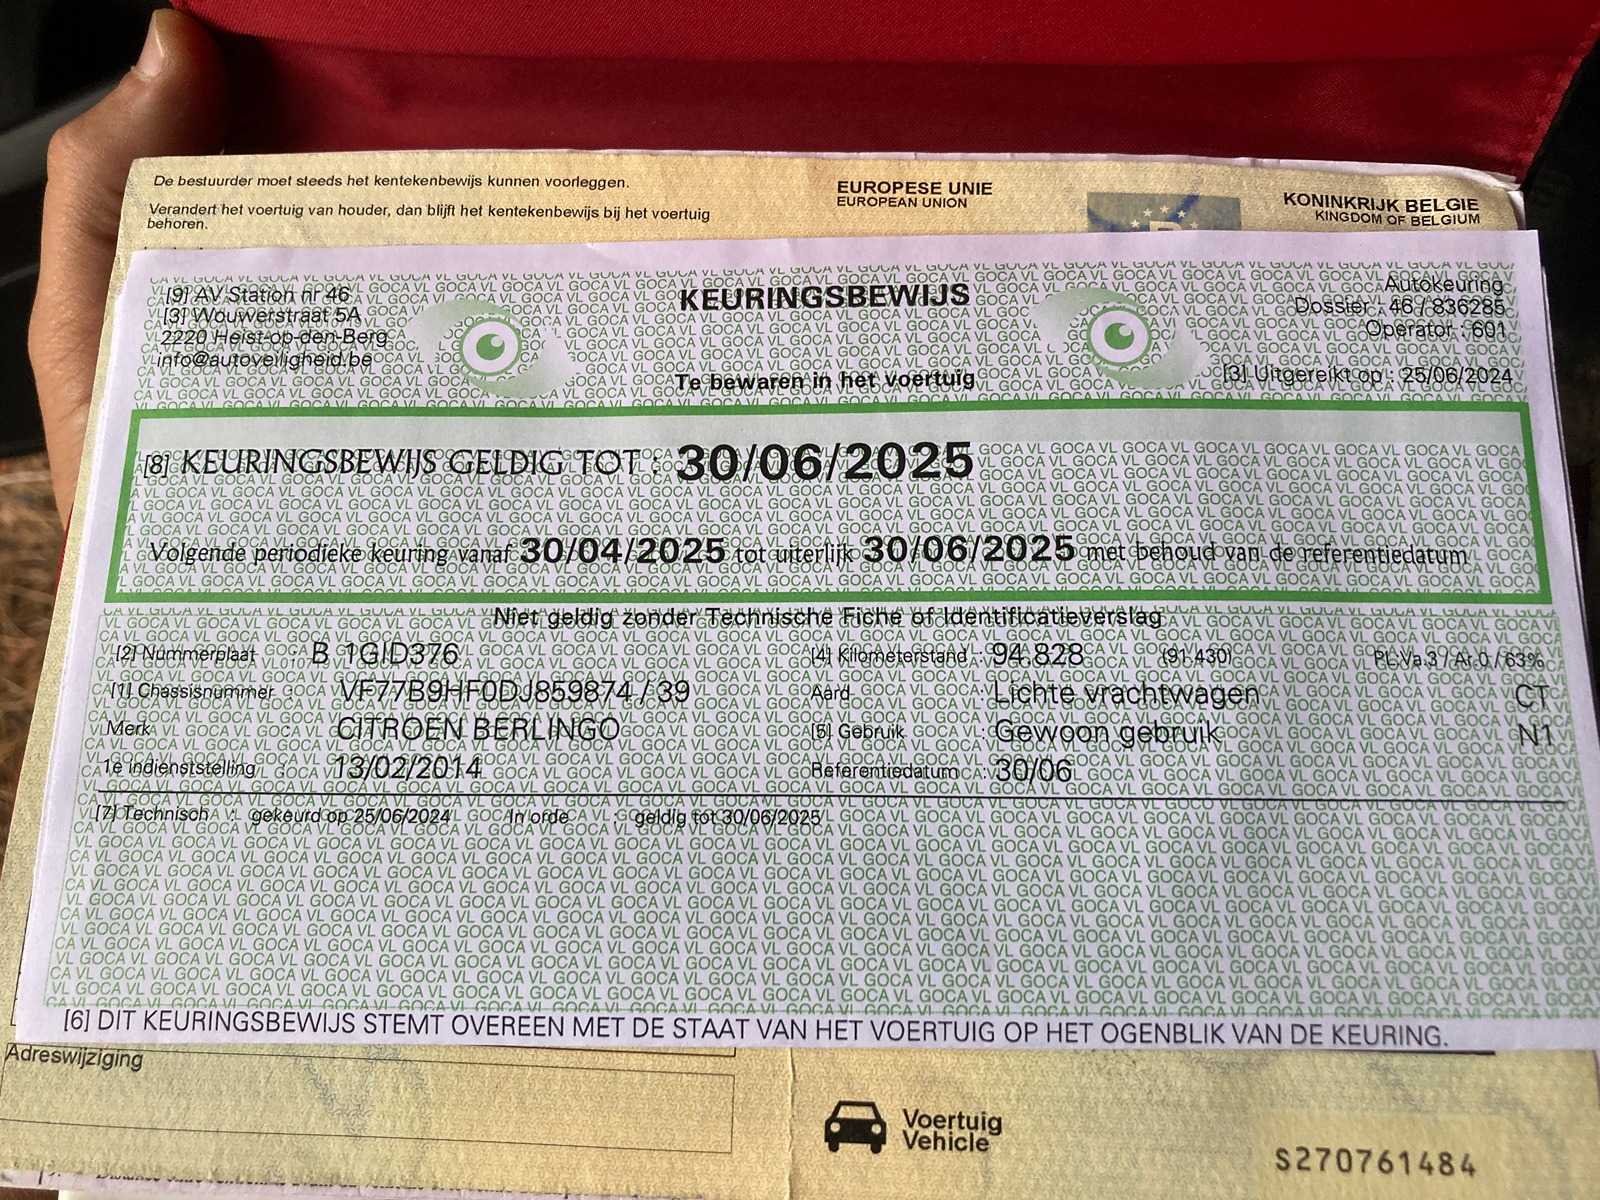 De bestuurder moet steeds het kentekenbewijs kunnen voorleggen.
Verandert het voertuig van houder, dan blijft het kentekenbewijs bij het voertuig
behoren.
EUROPESE UNIE
EUROPEAN UNION
KONINKRIJK BELGIE
KINGDOM OF BELGIUM
[9] AV Station nr 46
[3] Wouwerstraat 5A
2220 Heist-op-den-Berg
info@autoveiligheid.be
KEURINGSBEWIJS
Te bewaren in het voertuig
Autokeuring
Dossier : 46 / 836285
Operator : 601
[3] Uitgereikt op : 25/06/2024
[8] KEURINGSBEWIJS GELDIG TOT : 30/06/2025
Volgende periodieke keuring vanaf 30/04/2025 tot uiterlijk 30/06/2025 met behoud van de referentiedatum
Niet geldig zonder Technische Fiche of Identificatieverslag
[2] Nummerplaat : B 1GID376 [4] Kilometerstand : 94.828 (91.430) PL.Va.3 / Ar.0 / 63%
[1] Chassisnummer : VF77B9HF0DJ859874 / 39 Aard : Lichte vrachtwagen CT
Merk : CITROEN BERLINGO [5] Gebruik : Gewoon gebruik N1
1e indienststelling : 13/02/2014 Referentiedatum : 30/06
[7] Technisch : gekeurd op 25/06/2024 In orde : geldig tot 30/06/2025
[6] DIT KEURINGSBEWIJS STEMT OVEREEN MET DE STAAT VAN HET VOERTUIG OP HET OGENBLIK VAN DE KEURING.
Adreswijziging
Voertuig
Vehicle
S270761484